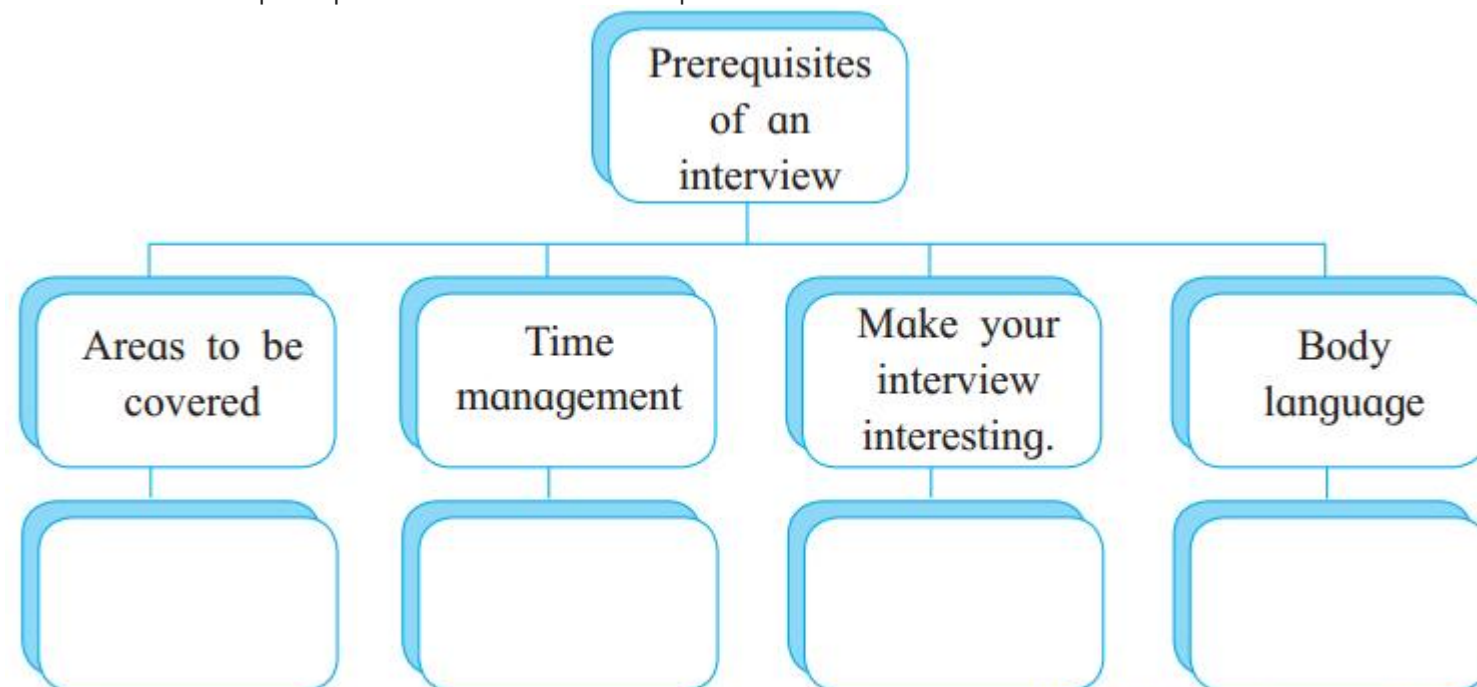 Prerequisites
of an
interview
Areas to be
covered
Time
management
Make your
interview
interesting.
Body
language